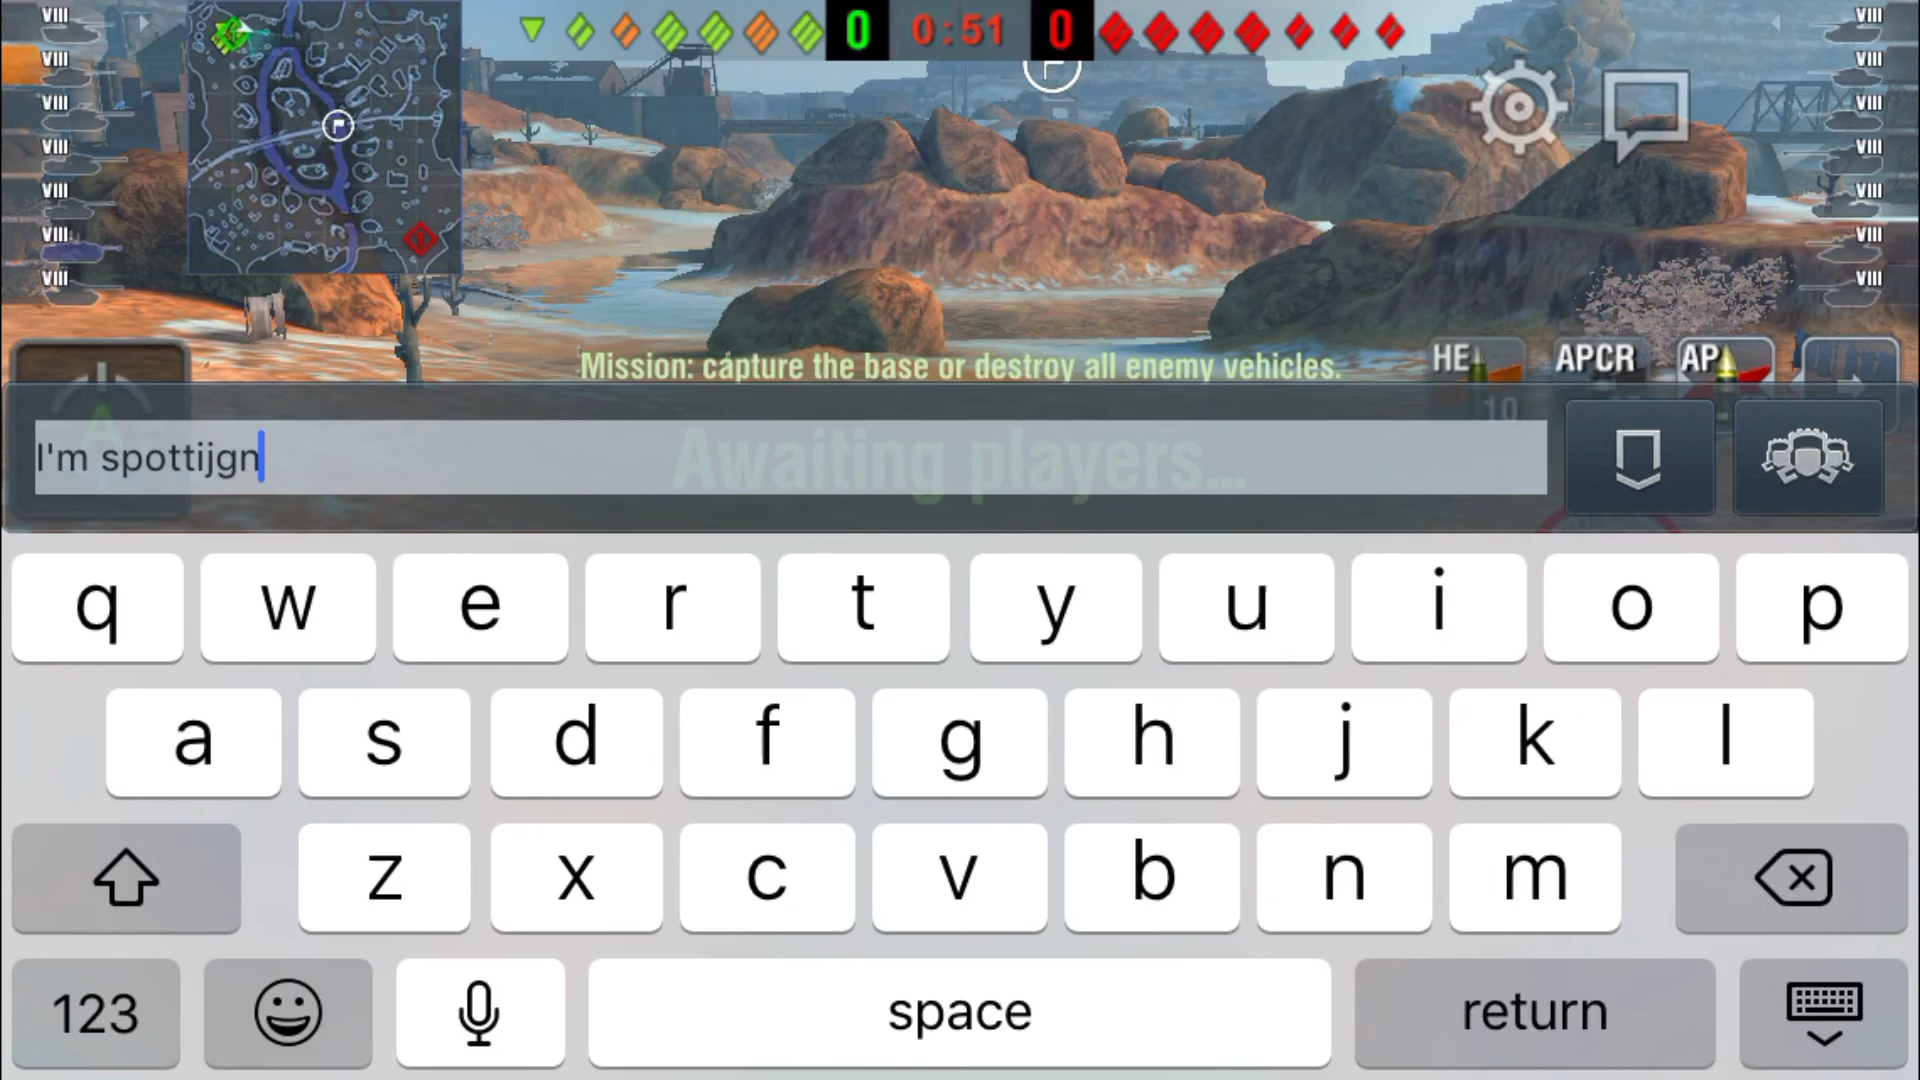 VIII 0 0:51 0 VIII
VIII VIII
VIII VIII
VIII VIII
VIII VIII
VIII VIII
VIII VIII
Mission: capture the base or destroy all enemy vehicles.
HE APCR AP
10
I'm spottijgn
Awaiting players...
q w e r t y u i o p
a s d f g h j k l
z x c v b n m
123 space return